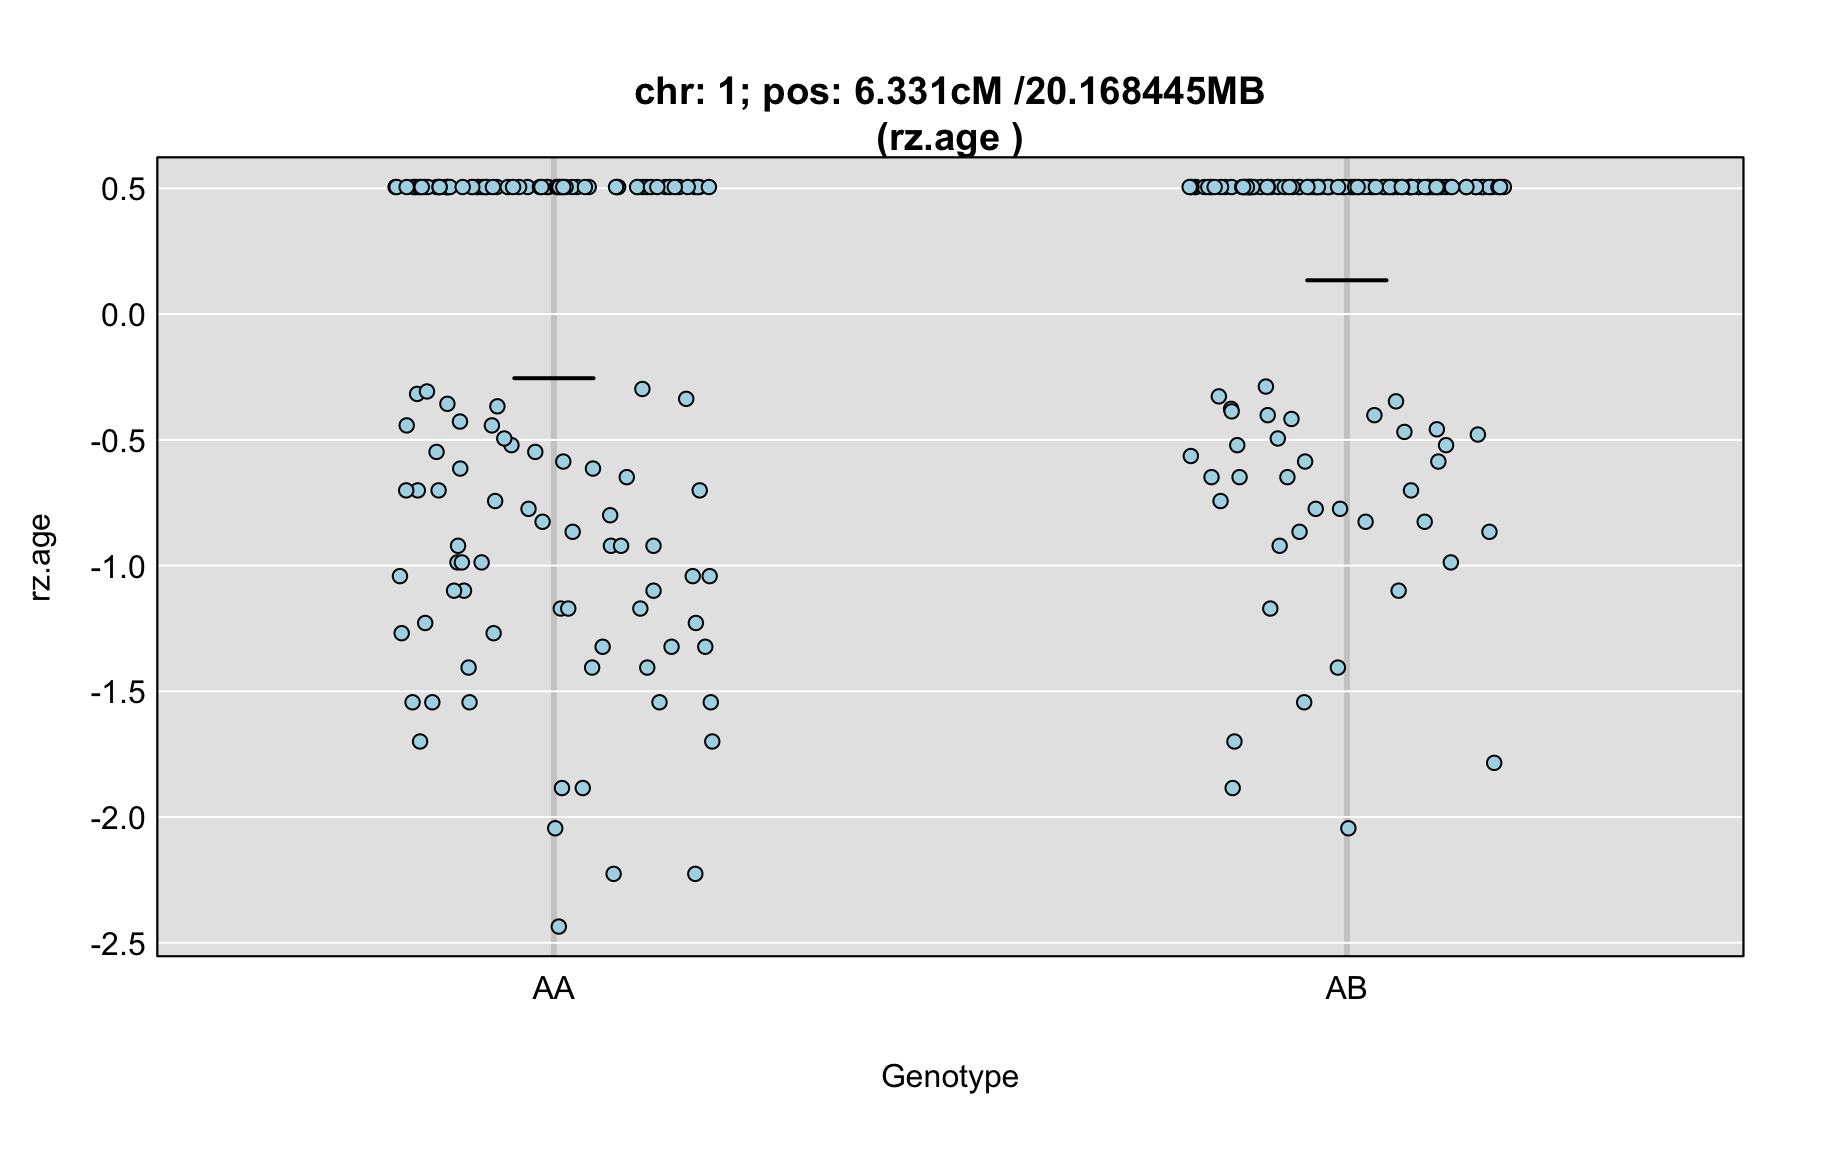 chr: 1; pos: 6.331cM /20.168445MB
(rz.age )
0.5
0.0
-0.5
-1.0
-1.5
-2.0
-2.5
rz.age
AA
AB
Genotype